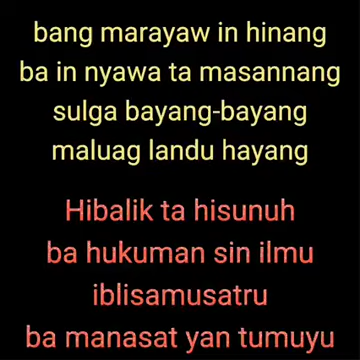 bang marayaw in hinang
ba in nyawa ta masannang
sulga bayang-bayang
maluag landu hayang
Hibalik ta hisunuh
ba hukuman sin ilmu
iblisamusatru
ba manasat yan tumuyu